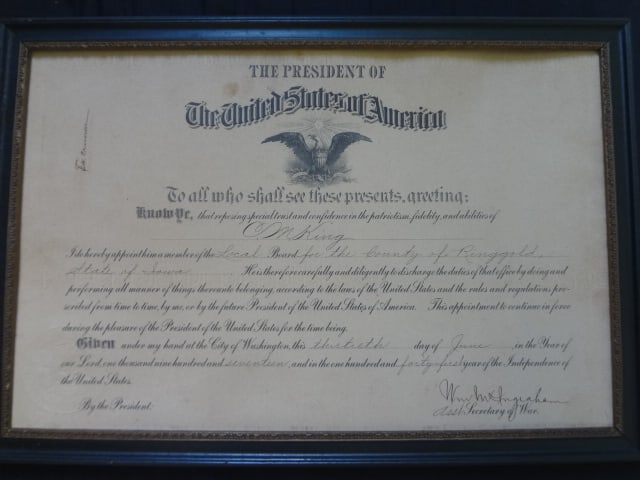 THE PRESIDENT OF
The United States of America
To all who shall see these presents, greeting:
Know Ye, that reposing special trust and confidence in the patriotism, fidelity, and abilities of
O M King
I do hereby appoint him a member of the Local Board for the County of Ringgold,
State of Iowa. He is therefore carefully and diligently to discharge the duties of that office by doing and
performing all manner of things thereunto belonging, according to the laws of the United States and the rules and regulations pre-
scribed from time to time, by me, or by the future President of the United States of America. This appointment to continue in force
during the pleasure of the President of the United States for the time being.
Given under my hand at the City of Washington, this thirtieth day of June in the Year of
our Lord, one thousand nine hundred and seventeen, and in the one hundred and forty-first year of the Independence of
the United States.
By the President:
Wm M Ingraham
Asst Secretary of War.